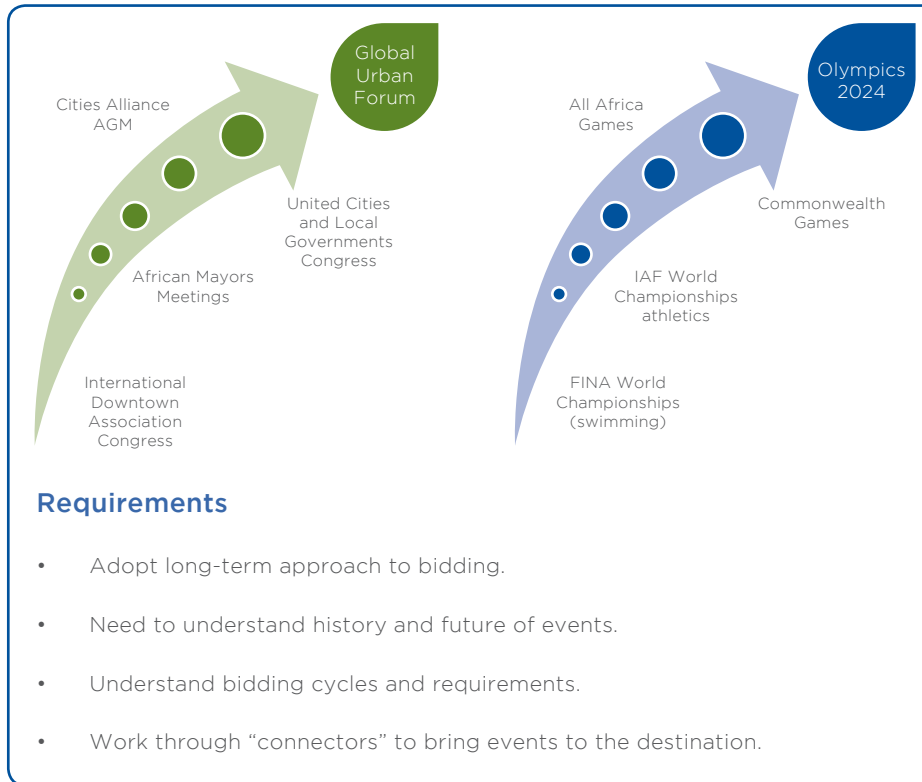 Global
Urban
Forum
Cities Alliance
AGM
United Cities
and Local
Governments
Congress
African Mayors
Meetings
International
Downtown
Association
Congress
Olympics
2024
All Africa
Games
Commonwealth
Games
IAF World
Championships
athletics
FINA World
Championships
(swimming)
Requirements
• Adopt long-term approach to bidding.
• Need to understand history and future of events.
• Understand bidding cycles and requirements.
• Work through “connectors” to bring events to the destination.